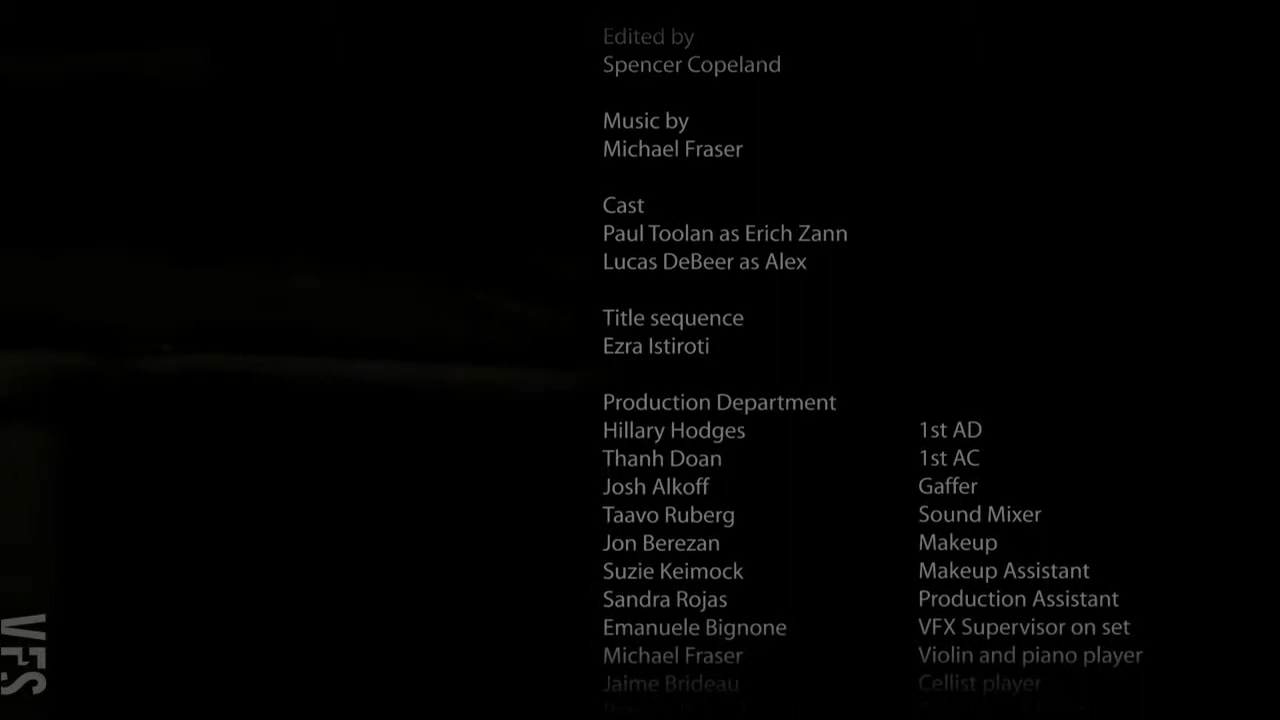 Edited by
Spencer Copeland
Music by
Michael Fraser
Cast
Paul Toolan as Erich Zann
Lucas DeBeer as Alex
Title sequence
Ezra Istiroti
Production Department
Hillary Hodges 1st AD
Thanh Doan 1st AC
Josh Alkoff Gaffer
Taavo Ruberg Sound Mixer
Jon Berezan Makeup
Suzie Keimock Makeup Assistant
Sandra Rojas Production Assistant
Emanuele Bignone VFX Supervisor on set
Michael Fraser Violin and piano player
Jaime Brideau Cellist player
VFS